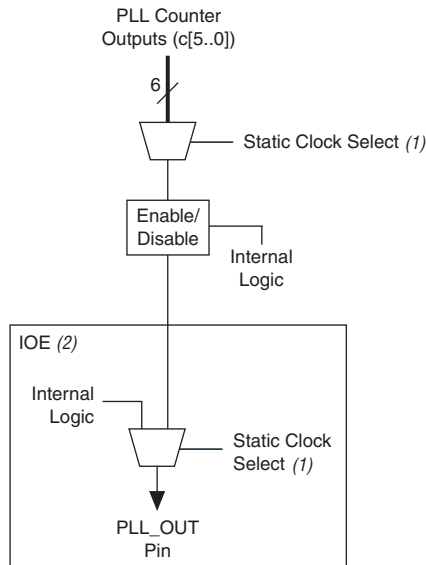 PLL Counter
Outputs (c[5..0])
6
Static Clock Select (1)
Enable/
Disable
Internal
Logic
IOE (2)
Internal
Logic
Static Clock
Select (1)
PLL_OUT
Pin